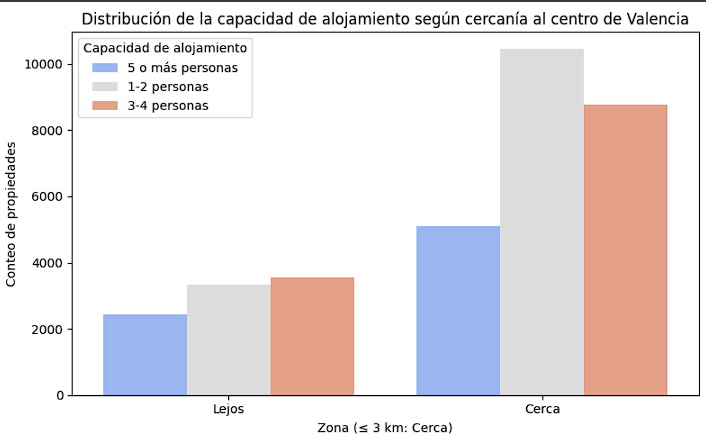 Distribución de la capacidad de alojamiento según cercanía al centro de Valencia
Capacidad de alojamiento
5 o más personas
1-2 personas
3-4 personas
Conteo de propiedades
10000
8000
6000
4000
2000
0
Lejos
Cerca
Zona (≤ 3 km: Cerca)